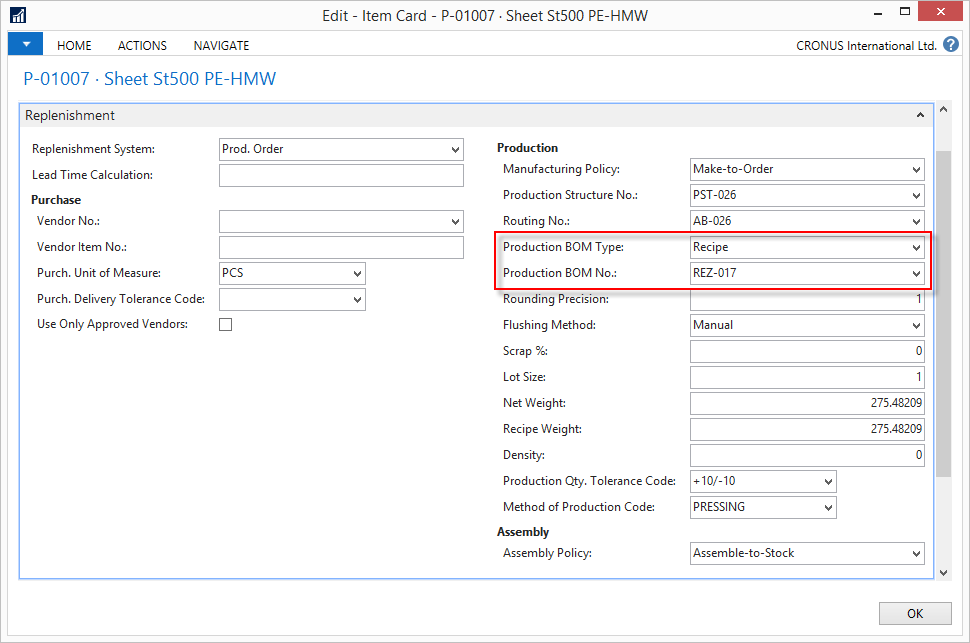 Edit - Item Card - P-01007 · Sheet St500 PE-HMW
HOME ACTIONS NAVIGATE CRONUS International Ltd. ?
P-01007 · Sheet St500 PE-HMW
Replenishment
Replenishment System: Prod. Order
Lead Time Calculation:
Purchase
Vendor No.:
Vendor Item No.:
Purch. Unit of Measure: PCS
Purch. Delivery Tolerance Code:
Use Only Approved Vendors:
Production
Manufacturing Policy: Make-to-Order
Production Structure No.: PST-026
Routing No.: AB-026
Production BOM Type: Recipe
Production BOM No.: REZ-017
Rounding Precision: 1
Flushing Method: Manual
Scrap %: 0
Lot Size: 1
Net Weight: 275.48209
Recipe Weight: 275.48209
Density: 0
Production Qty. Tolerance Code: +10/-10
Method of Production Code: PRESSING
Assembly
Assembly Policy: Assemble-to-Stock
OK